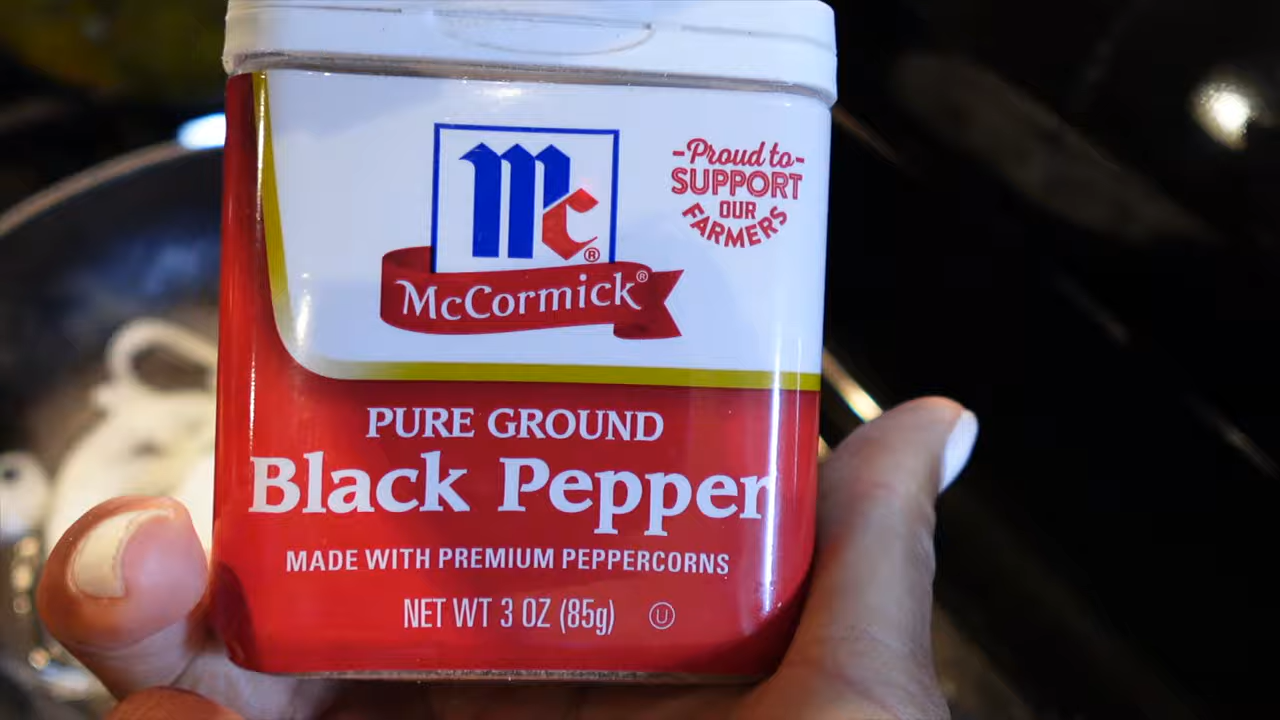 Mc®
McCormick®
-Proud to-
SUPPORT
OUR
FARMERS
PURE GROUND
Black Pepper
MADE WITH PREMIUM PEPPERCORNS
NET WT 3 OZ (85g) Ⓤ